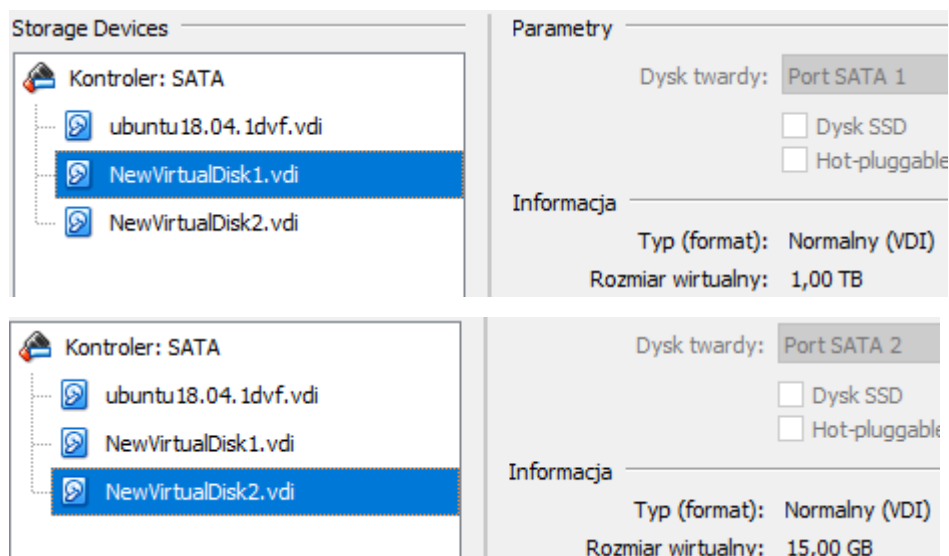 Storage Devices
Parametry
Kontroler: SATA
Dysk twardy: Port SATA 1
ubuntu18.04.1dvf.vdi
Dysk SSD
NewVirtualDisk1.vdi
Hot-pluggable
NewVirtualDisk2.vdi
Informacja
Typ (format): Normalny (VDI)
Rozmiar wirtualny: 1,00 TB
Kontroler: SATA
Dysk twardy: Port SATA 2
ubuntu18.04.1dvf.vdi
Dysk SSD
NewVirtualDisk1.vdi
Hot-pluggable
NewVirtualDisk2.vdi
Informacja
Typ (format): Normalny (VDI)
Rozmiar wirtualny: 15,00 GB